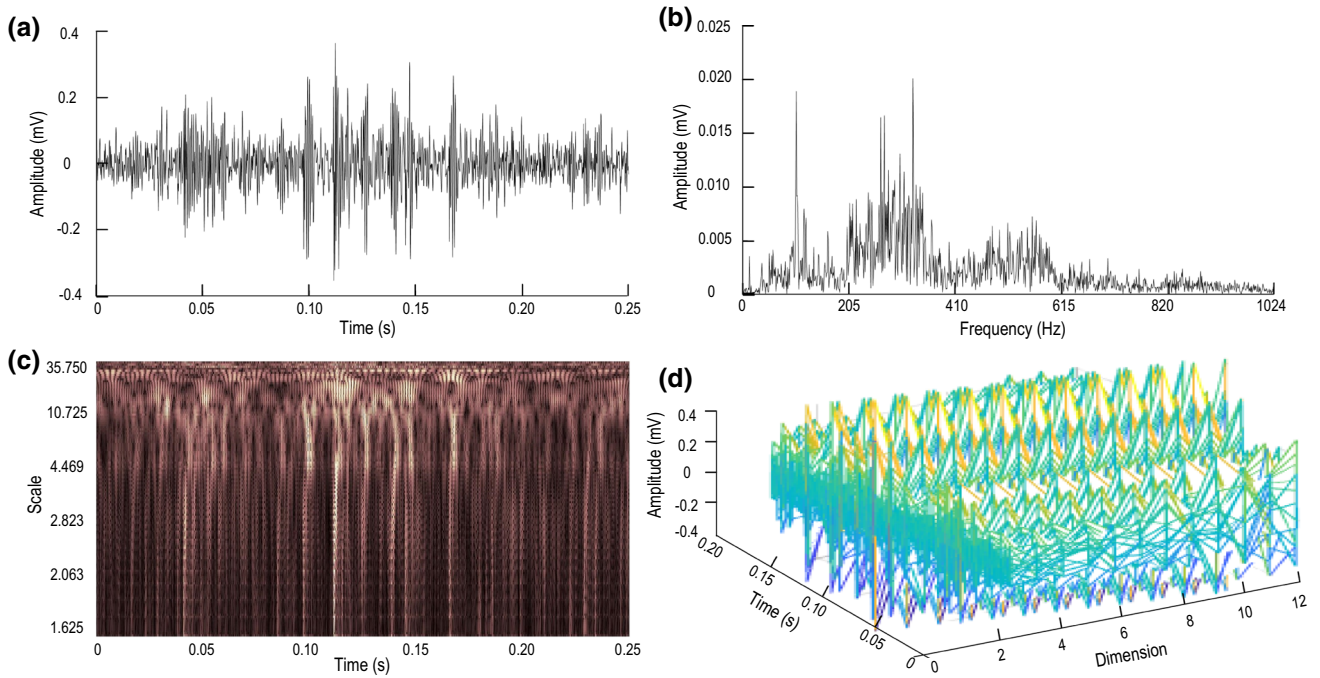 (a)
Amplitude (mV)
0.4
0.2
0
-0.2
-0.4
0 0.05 0.10 0.15 0.20 0.25
Time (s)
(b)
Amplitude (mV)
0.025
0.020
0.015
0.010
0.005
0
0 205 410 615 820 1024
Frequency (Hz)
(c)
Scale
35.750
10.725
4.469
2.823
2.063
1.625
0 0.05 0.10 0.15 0.20 0.25
Time (s)
(d)
Amplitude (mV)
0.4
0.2
0
-0.2
-0.4
0.20
0.15
0.10
0.05
0
Time (s)
0 2 4 6 8 10 12
Dimension